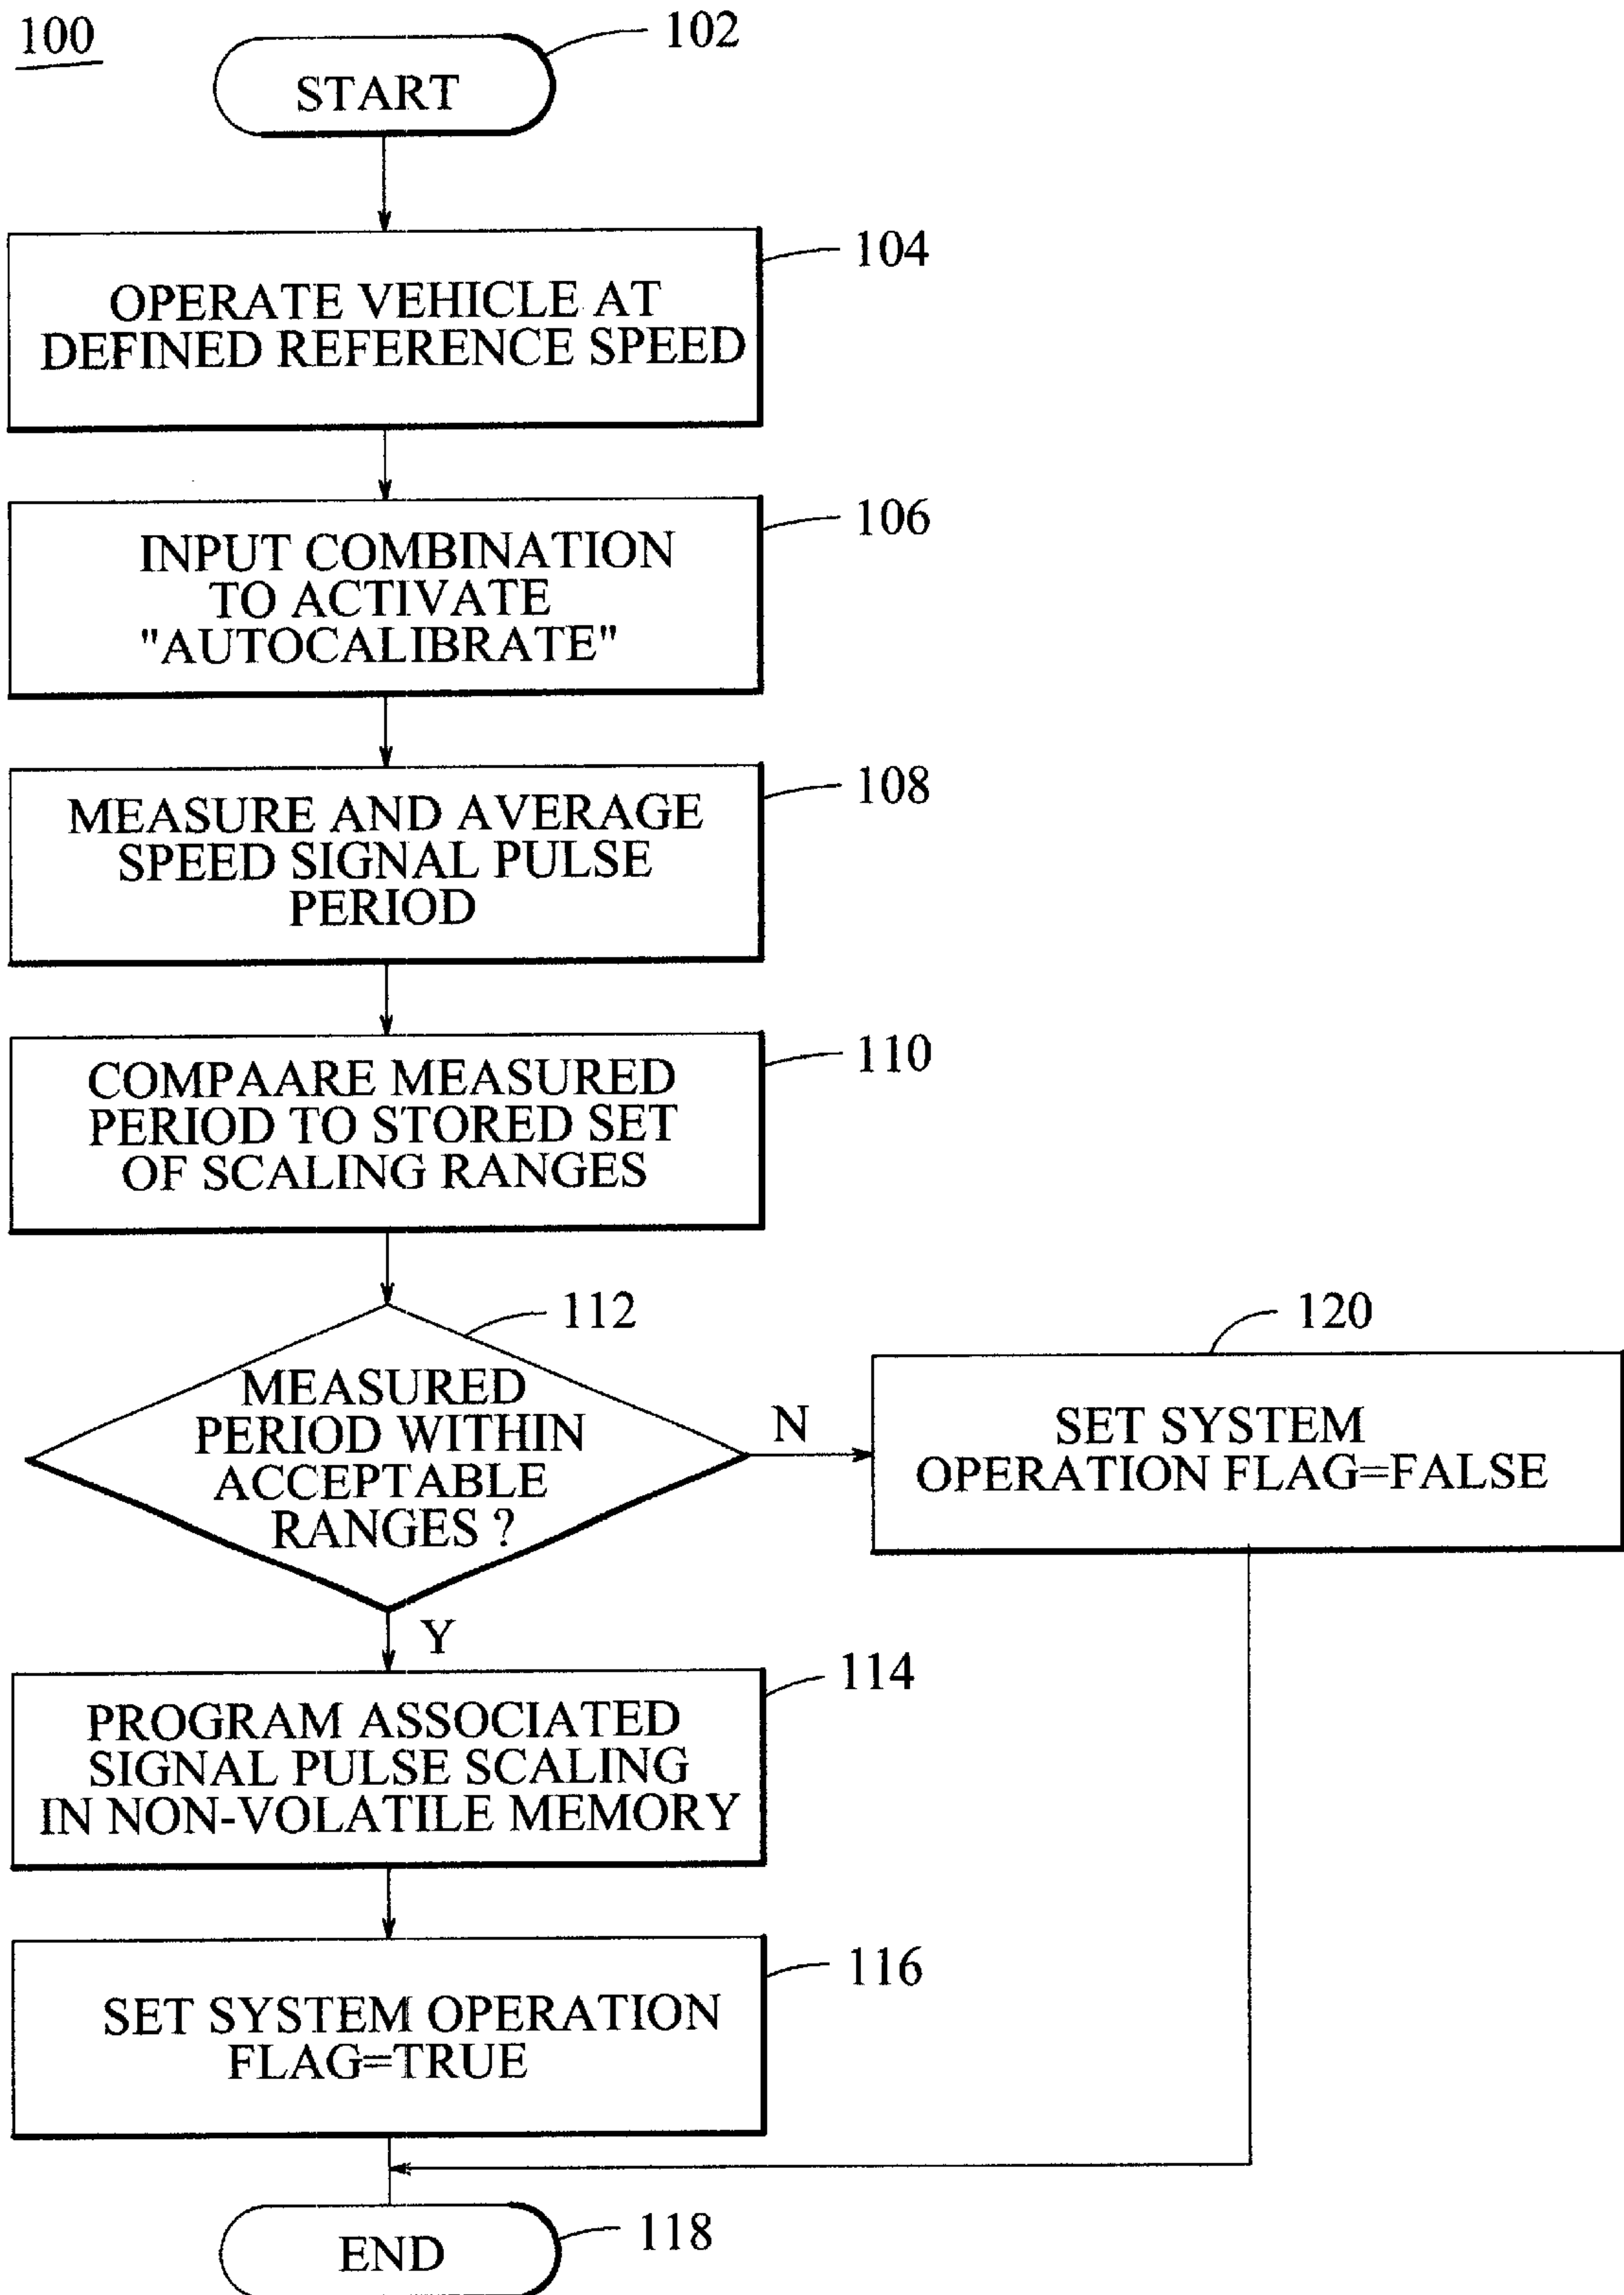 100
102
START
104
OPERATE VEHICLE AT
DEFINED REFERENCE SPEED
106
INPUT COMBINATION
TO ACTIVATE
"AUTOCALIBRATE"
108
MEASURE AND AVERAGE
SPEED SIGNAL PULSE
PERIOD
110
COMPAARE MEASURED
PERIOD TO STORED SET
OF SCALING RANGES
112
MEASURED
PERIOD WITHIN
ACCEPTABLE
RANGES ?
N
120
SET SYSTEM
OPERATION FLAG=FALSE
Y
114
PROGRAM ASSOCIATED
SIGNAL PULSE SCALING
IN NON-VOLATILE MEMORY
116
SET SYSTEM OPERATION
FLAG=TRUE
118
END